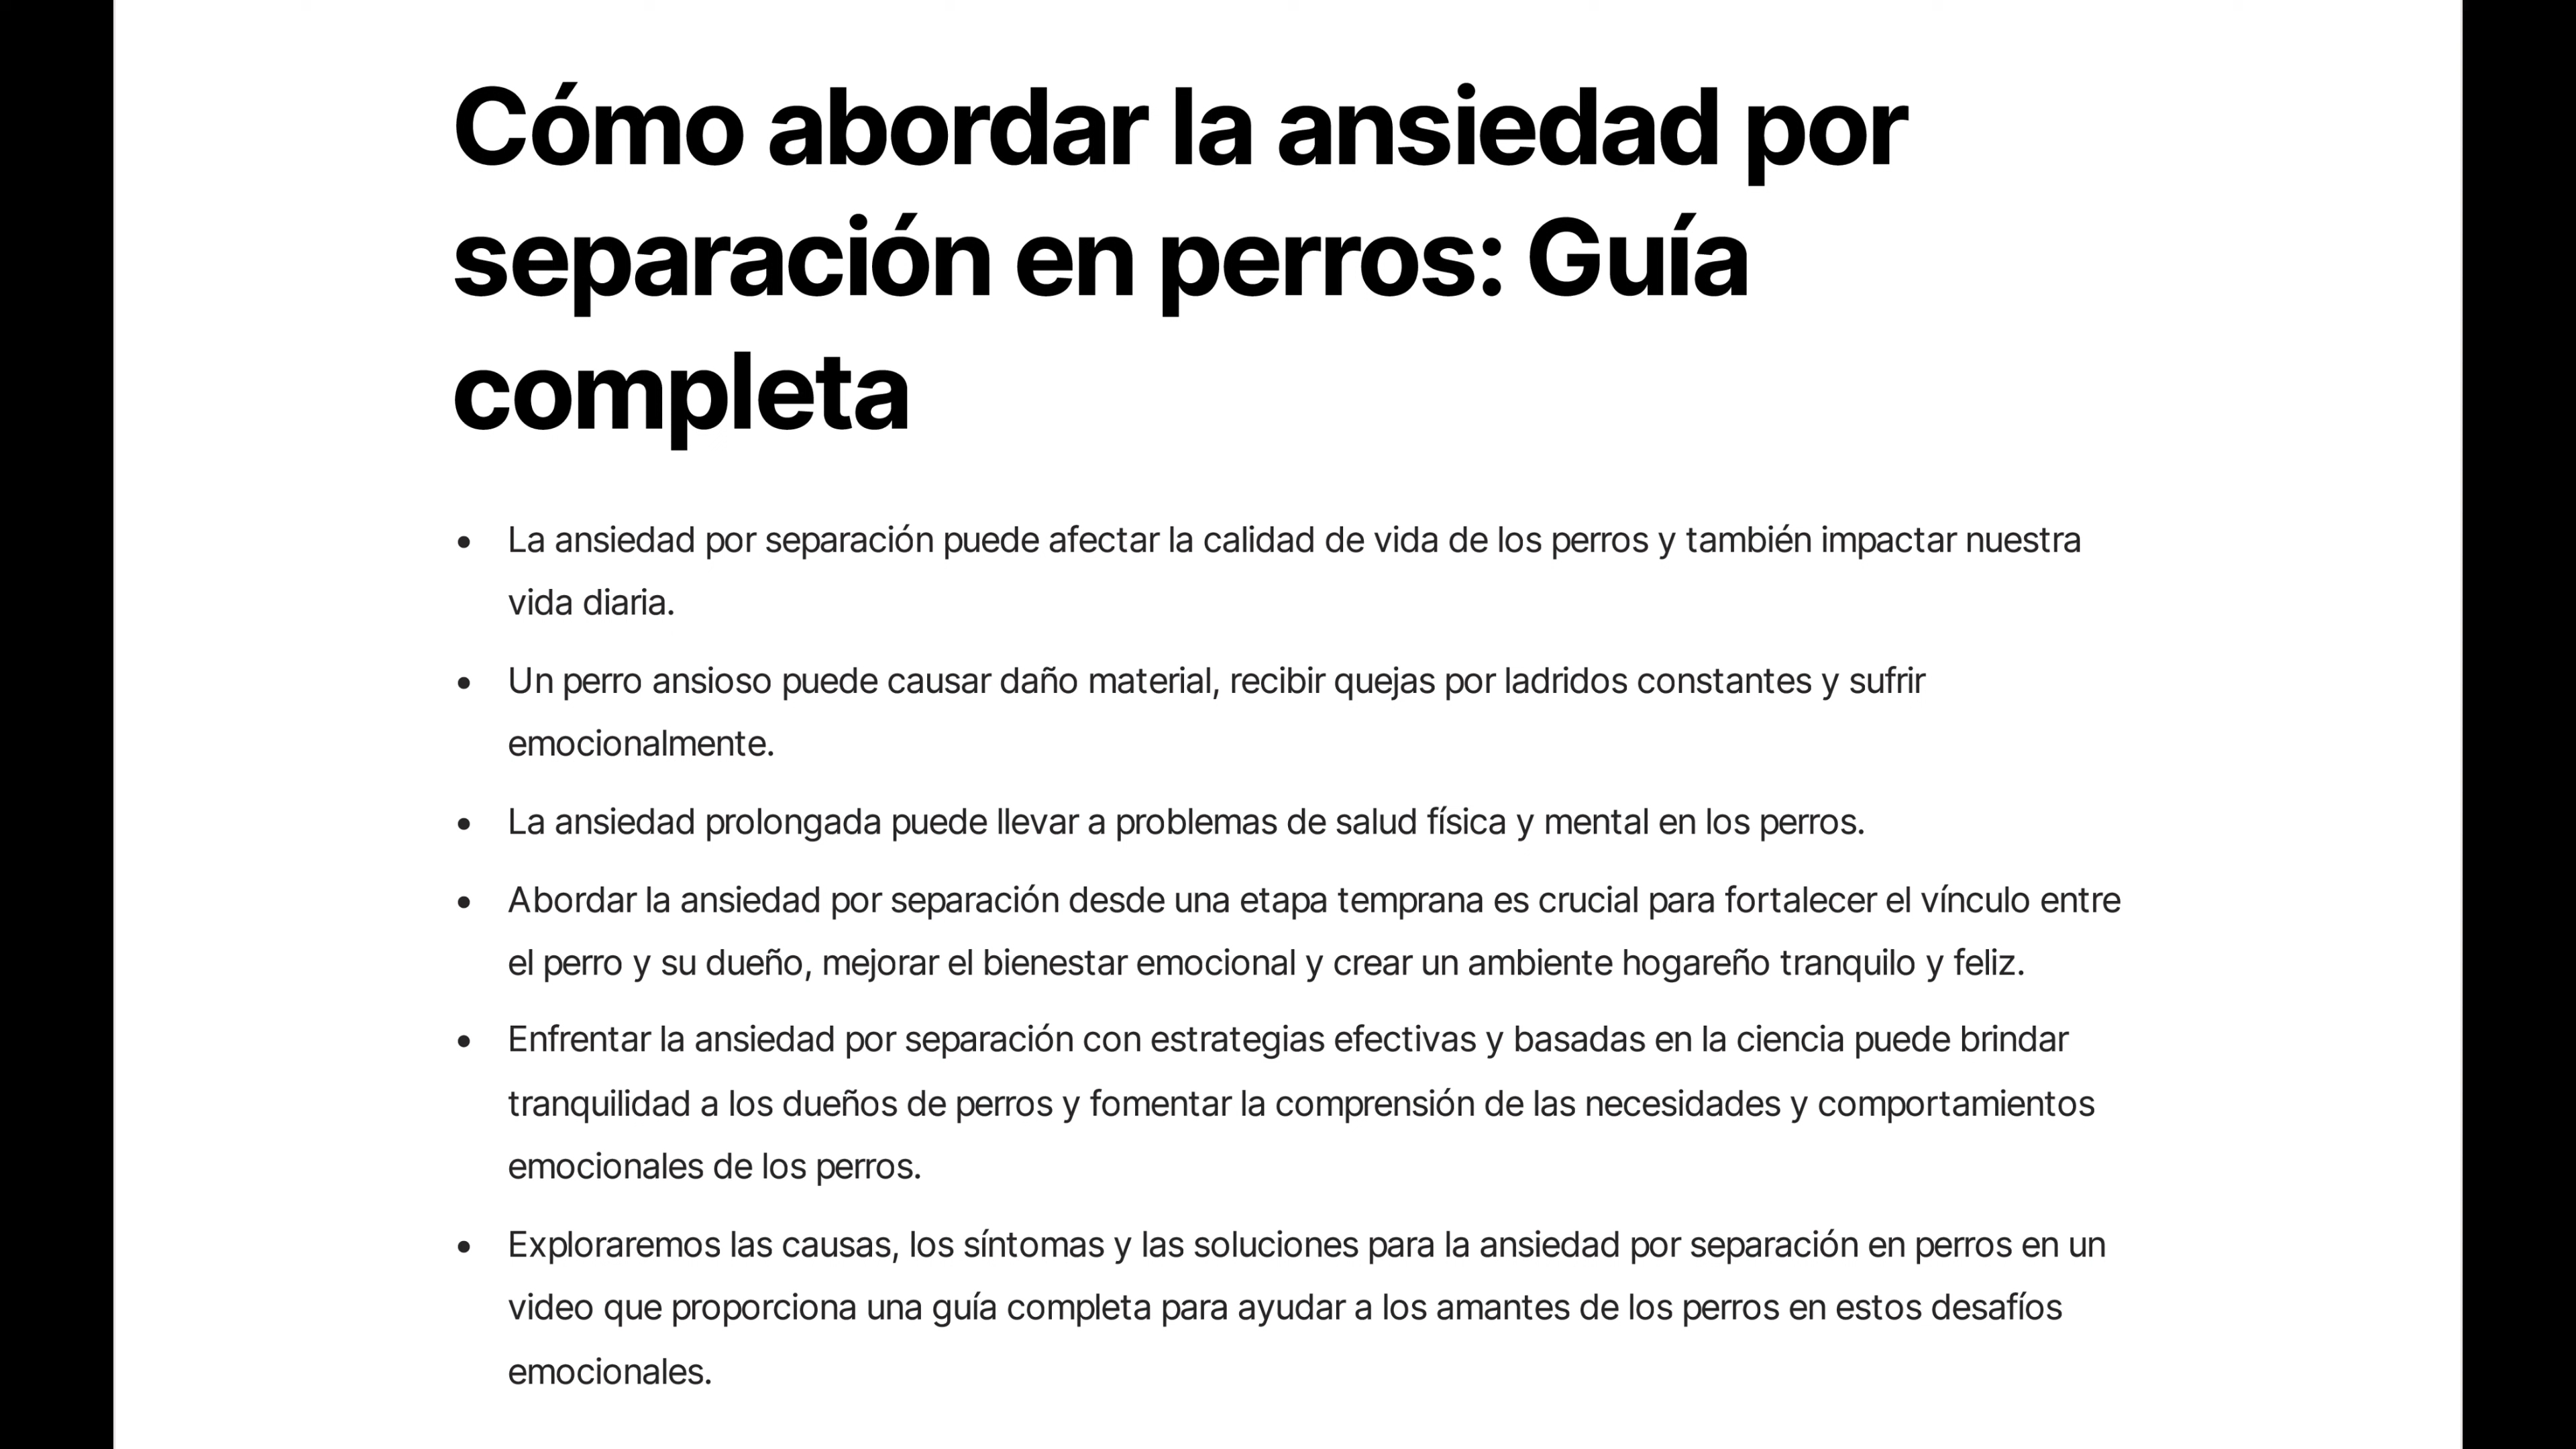 Cómo abordar la ansiedad por
separación en perros: Guía
completa
• La ansiedad por separación puede afectar la calidad de vida de los perros y también impactar nuestra
vida diaria.
• Un perro ansioso puede causar daño material, recibir quejas por ladridos constantes y sufrir
emocionalmente.
• La ansiedad prolongada puede llevar a problemas de salud física y mental en los perros.
• Abordar la ansiedad por separación desde una etapa temprana es crucial para fortalecer el vínculo entre
el perro y su dueño, mejorar el bienestar emocional y crear un ambiente hogareño tranquilo y feliz.
• Enfrentar la ansiedad por separación con estrategias efectivas y basadas en la ciencia puede brindar
tranquilidad a los dueños de perros y fomentar la comprensión de las necesidades y comportamientos
emocionales de los perros.
• Exploraremos las causas, los síntomas y las soluciones para la ansiedad por separación en perros en un
video que proporciona una guía completa para ayudar a los amantes de los perros en estos desafíos
emocionales.